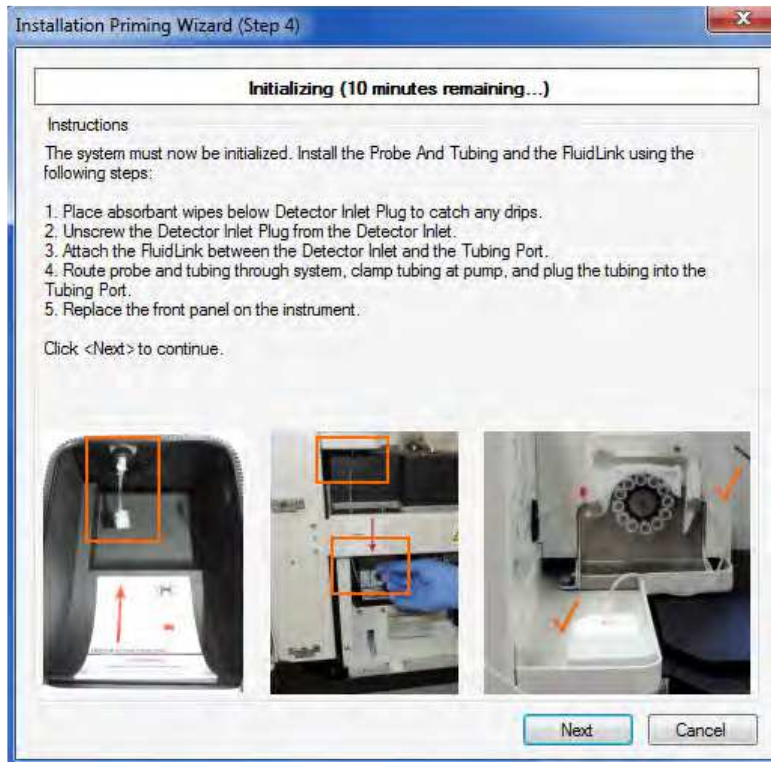 Installation Priming Wizard (Step 4)
Initializing (10 minutes remaining...)
Instructions
The system must now be initialized. Install the Probe And Tubing and the FluidLink using the
following steps:
1. Place absorbant wipes below Detector Inlet Plug to catch any drips.
2. Unscrew the Detector Inlet Plug from the Detector Inlet.
3. Attach the FluidLink between the Detector Inlet and the Tubing Port.
4. Route probe and tubing through system, clamp tubing at pump, and plug the tubing into the
Tubing Port.
5. Replace the front panel on the instrument.
Click <Next> to continue.
Next
Cancel